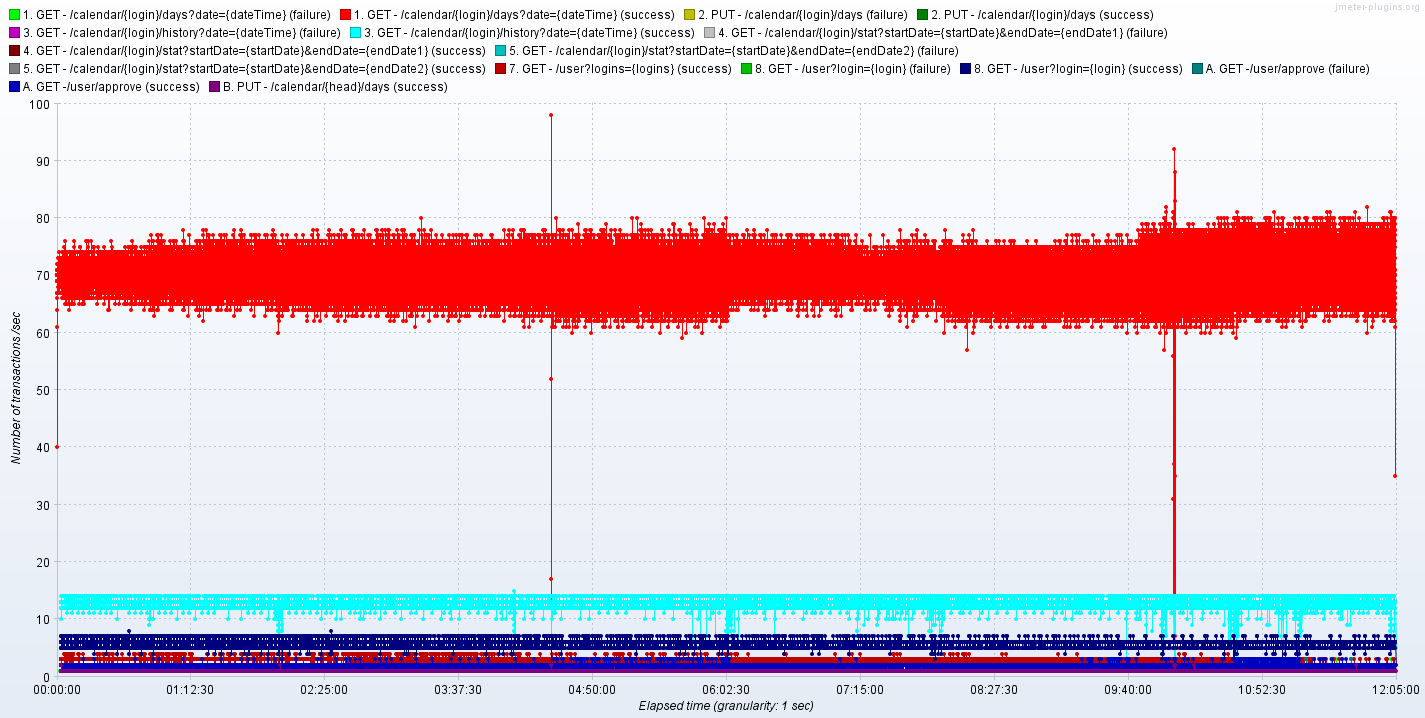 jmeter-plugins.org
1. GET - /calendar/{login}/days?date={dateTime} (failure) 1. GET - /calendar/{login}/days?date={dateTime} (success) 2. PUT - /calendar/{login}/days (failure) 2. PUT - /calendar/{login}/days (success)
3. GET - /calendar/{login}/history?date={dateTime} (failure) 3. GET - /calendar/{login}/history?date={dateTime} (success) 4. GET - /calendar/{login}/stat?startDate={startDate}&endDate={endDate1} (failure)
4. GET - /calendar/{login}/stat?startDate={startDate}&endDate={endDate1} (success) 5. GET - /calendar/{login}/stat?startDate={startDate}&endDate={endDate2} (failure)
5. GET - /calendar/{login}/stat?startDate={startDate}&endDate={endDate2} (success) 7. GET - /user?logins={logins} (success) 8. GET - /user?login={login} (failure) 8. GET - /user?login={login} (success) A. GET -/user/approve (failure)
A. GET -/user/approve (success) B. PUT - /calendar/{head}/days (success)
100
90
80
70
60
50
40
30
20
10
0
Number of transactions /sec
00:00:00 01:12:30 02:25:00 03:37:30 04:50:00 06:02:30 07:15:00 08:27:30 09:40:00 10:52:30 12:05:00
Elapsed time (granularity: 1 sec)